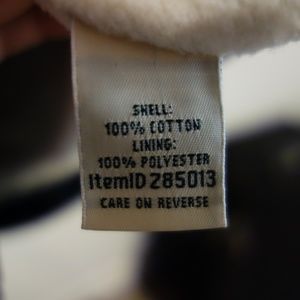 SHELL:
100% COTTON
LINING:
100% POLYESTER
ItemID 285013
CARE ON REVERSE